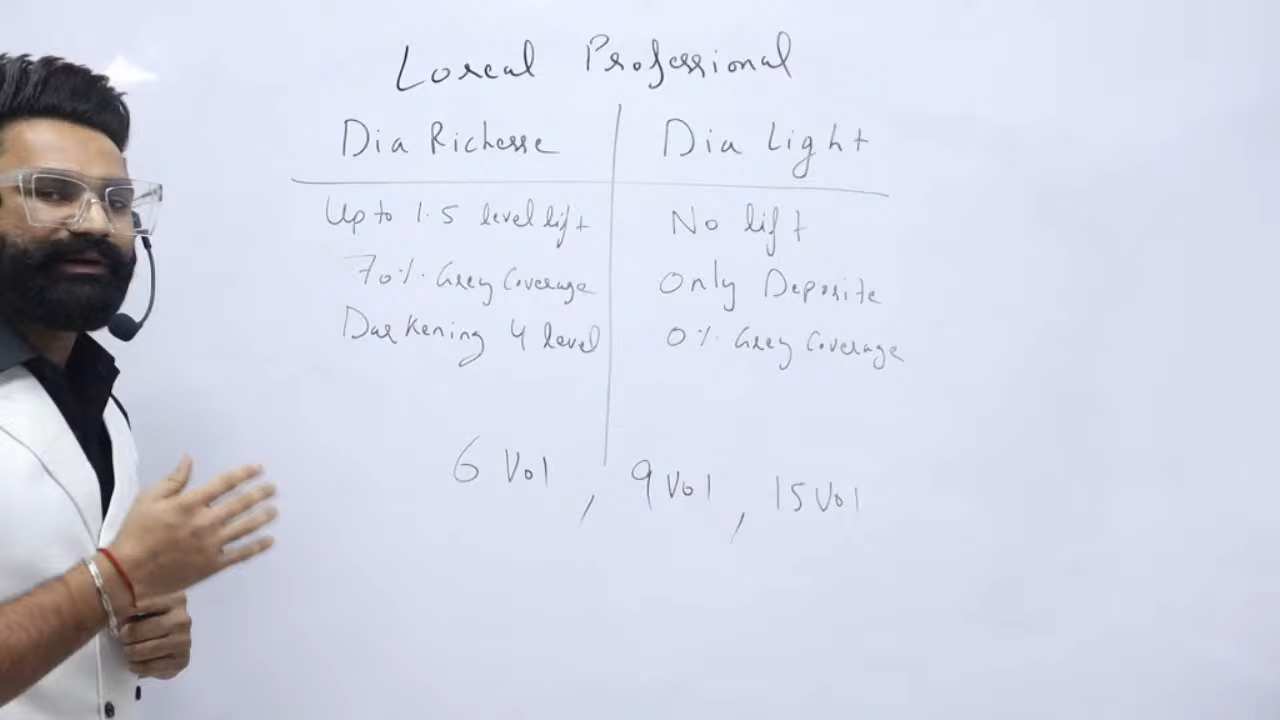 Loreal Professional
Dia Richesse
Dia Light
Up to 1.5 level lift
No lift
70% Grey Coverage
Only Deposite
Darkening 4 level
0% Grey Coverage
6 Vol , 9 Vol , 15 Vol